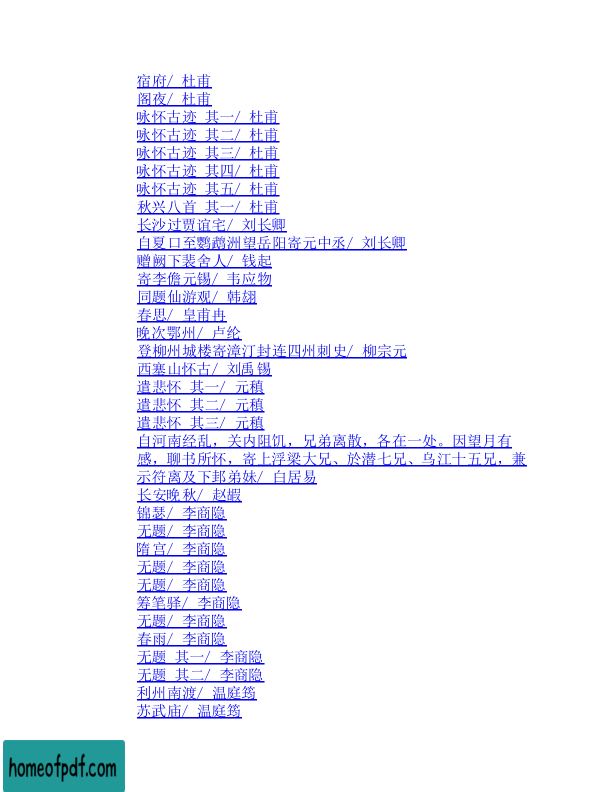 宿府/ 杜甫
阁夜/ 杜甫
咏怀古迹 其一/ 杜甫
咏怀古迹 其二/ 杜甫
咏怀古迹 其三/ 杜甫
咏怀古迹 其四/ 杜甫
咏怀古迹 其五/ 杜甫
秋兴八首 其一/ 杜甫
长沙过贾谊宅/ 刘长卿
自夏口至鹦鹉洲望岳阳寄元中丞/ 刘长卿
赠阙下裴舍人/ 钱起
寄李儋元锡/ 韦应物
同题仙游观/ 韩翃
春思/ 皇甫冉
晚次鄂州/ 卢纶
登柳州城楼寄漳汀封连四州刺史/ 柳宗元
西塞山怀古/ 刘禹锡
遣悲怀 其一/ 元稹
遣悲怀 其二/ 元稹
遣悲怀 其三/ 元稹
自河南经乱，关内阻饥，兄弟离散，各在一处。因望月有
感，聊书所怀，寄上浮梁大兄、於潜七兄、乌江十五兄，兼
示符离及下邽弟妹/ 白居易
长安晚秋/ 赵嘏
锦瑟/ 李商隐
无题/ 李商隐
隋宫/ 李商隐
无题/ 李商隐
无题/ 李商隐
筹笔驿/ 李商隐
无题/ 李商隐
春雨/ 李商隐
无题 其一/ 李商隐
无题 其二/ 李商隐
利州南渡/ 温庭筠
苏武庙/ 温庭筠
homeofpdf.com